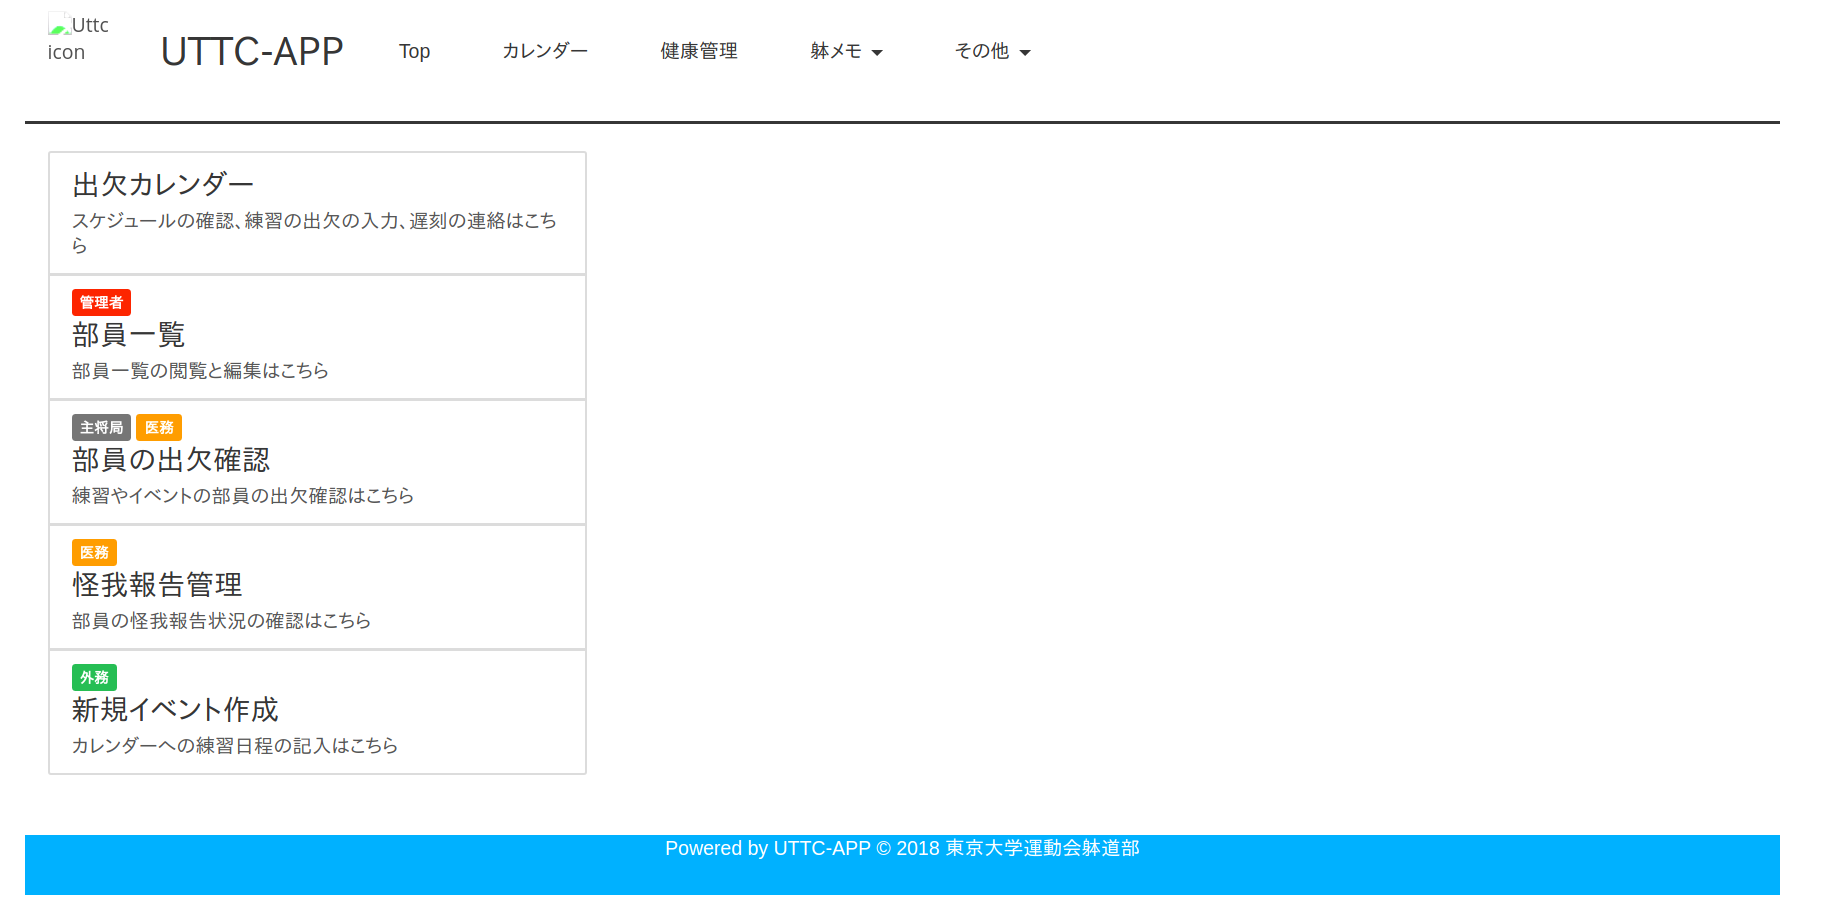 Uttc
icon
UTTC-APP
Top
カレンダー
健康管理
躰メモ
その他
出欠カレンダー
スケジュールの確認、練習の出欠の入力、遅刻の連絡はこち
ら
管理者
部員一覧
部員一覧の閲覧と編集はこちら
主将局 医務
部員の出欠確認
練習やイベントの部員の出欠確認はこちら
医務
怪我報告管理
部員の怪我報告状況の確認はこちら
外務
新規イベント作成
カレンダーへの練習日程の記入はこちら
Powered by UTTC-APP © 2018 東京大学運動会躰道部